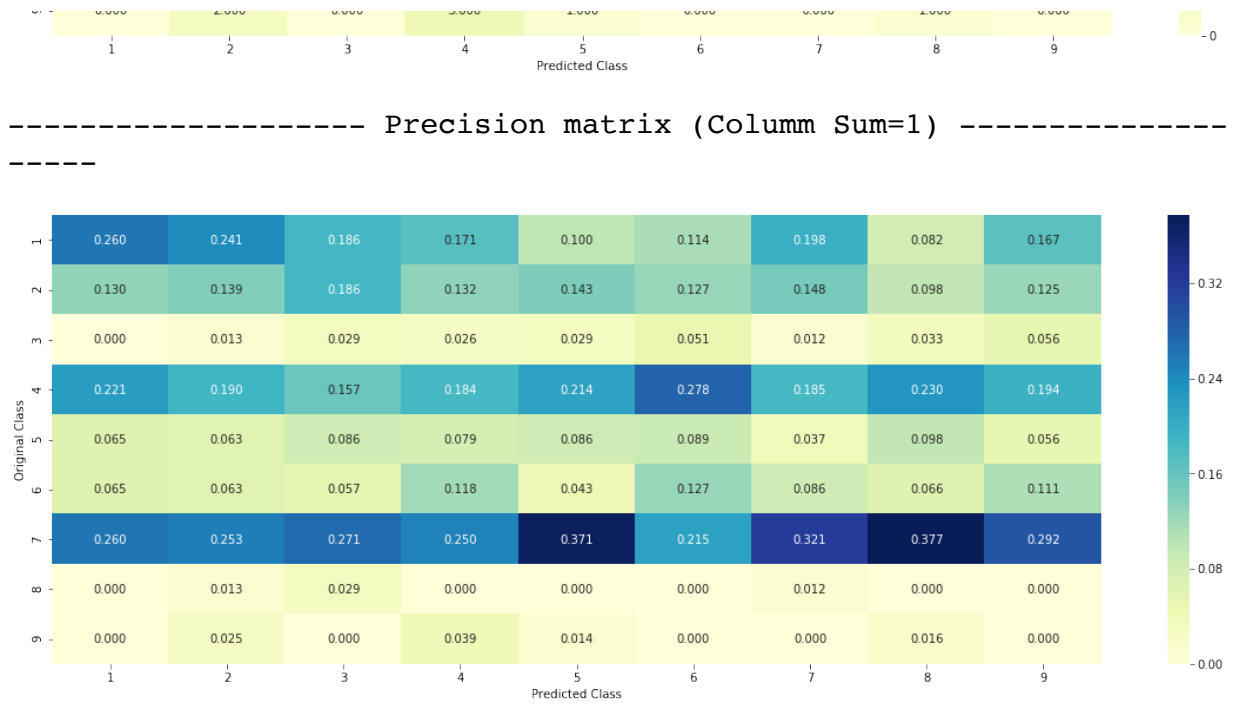 0
1 2 3 4 5 6 7 8 9
Predicted Class
-------------------- Precision matrix (Columm Sum=1) ---------------
-----
1 0.260 0.241 0.186 0.171 0.100 0.114 0.198 0.082 0.167
2 0.130 0.139 0.186 0.132 0.143 0.127 0.148 0.098 0.125
0.32
3 0.000 0.013 0.029 0.026 0.029 0.051 0.012 0.033 0.056
4 0.221 0.190 0.157 0.184 0.214 0.278 0.185 0.230 0.194
0.24
Original Class
5 0.065 0.063 0.086 0.079 0.086 0.089 0.037 0.098 0.056
0.16
6 0.065 0.063 0.057 0.118 0.043 0.127 0.086 0.066 0.111
7 0.260 0.253 0.271 0.250 0.371 0.215 0.321 0.377 0.292
0.08
8 0.000 0.013 0.029 0.000 0.000 0.000 0.012 0.000 0.000
9 0.000 0.025 0.000 0.039 0.014 0.000 0.000 0.016 0.000
0.00
1 2 3 4 5 6 7 8 9
Predicted Class